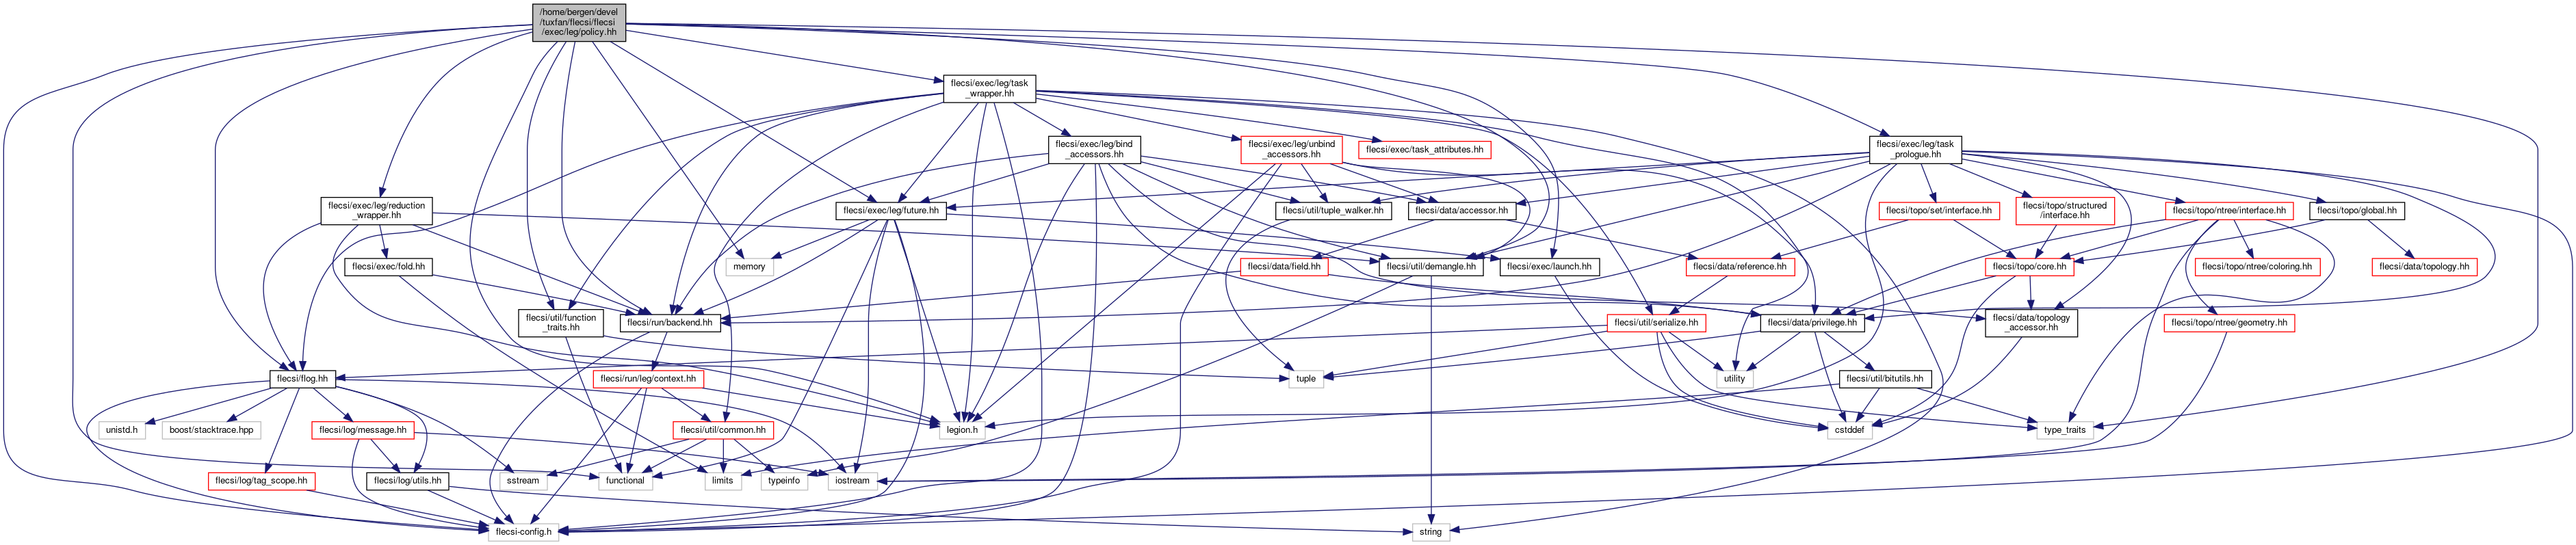 /home/bergen/devel
/tuxfan/flecsi/flecsi
/exec/leg/policy.hh
flecsi/exec/leg/task
_wrapper.hh
flecsi/exec/leg/bind
_accessors.hh
flecsi/exec/leg/unbind
_accessors.hh
flecsi/exec/task_attributes.hh
flecsi/exec/leg/task
_prologue.hh
flecsi/exec/leg/reduction
_wrapper.hh
flecsi/exec/leg/future.hh
flecsi/util/tuple_walker.hh
flecsi/data/accessor.hh
flecsi/topo/set/interface.hh
flecsi/topo/structured
/interface.hh
flecsi/topo/ntree/interface.hh
flecsi/topo/global.hh
flecsi/exec/fold.hh
memory
flecsi/data/field.hh
flecsi/util/demangle.hh
flecsi/exec/launch.hh
flecsi/data/reference.hh
flecsi/topo/core.hh
flecsi/topo/ntree/coloring.hh
flecsi/data/topology.hh
flecsi/util/function
_traits.hh
flecsi/run/backend.hh
flecsi/util/serialize.hh
flecsi/data/privilege.hh
flecsi/data/topology
_accessor.hh
flecsi/topo/ntree/geometry.hh
flecsi/flog.hh
flecsi/run/leg/context.hh
tuple
utility
flecsi/util/bitutils.hh
unistd.h
boost/stacktrace.hpp
flecsi/log/message.hh
flecsi/util/common.hh
legion.h
cstddef
type_traits
flecsi/log/tag_scope.hh
flecsi/log/utils.hh
sstream
functional
limits
typeinfo
iostream
flecsi-config.h
string